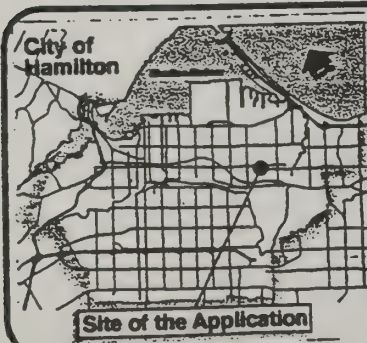 City of
Hamilton
Site of the Application